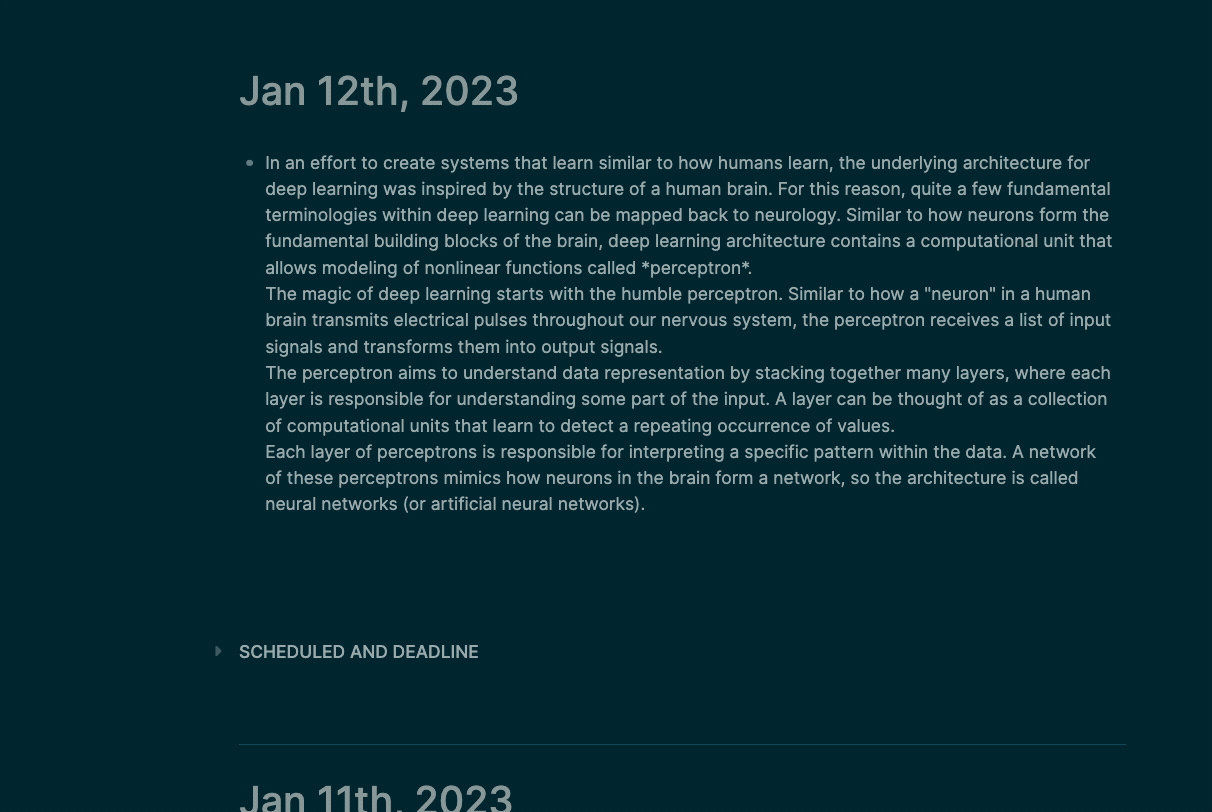 Jan 12th, 2023
In an effort to create systems that learn similar to how humans learn, the underlying architecture for
deep learning was inspired by the structure of a human brain. For this reason, quite a few fundamental
terminologies within deep learning can be mapped back to neurology. Similar to how neurons form the
fundamental building blocks of the brain, deep learning architecture contains a computational unit that
allows modeling of nonlinear functions called *perceptron*.
The magic of deep learning starts with the humble perceptron. Similar to how a "neuron" in a human
brain transmits electrical pulses throughout our nervous system, the perceptron receives a list of input
signals and transforms them into output signals.
The perceptron aims to understand data representation by stacking together many layers, where each
layer is responsible for understanding some part of the input. A layer can be thought of as a collection
of computational units that learn to detect a repeating occurrence of values.
Each layer of perceptrons is responsible for interpreting a specific pattern within the data. A network
of these perceptrons mimics how neurons in the brain form a network, so the architecture is called
neural networks (or artificial neural networks).
SCHEDULED AND DEADLINE
Jan 11th, 2023